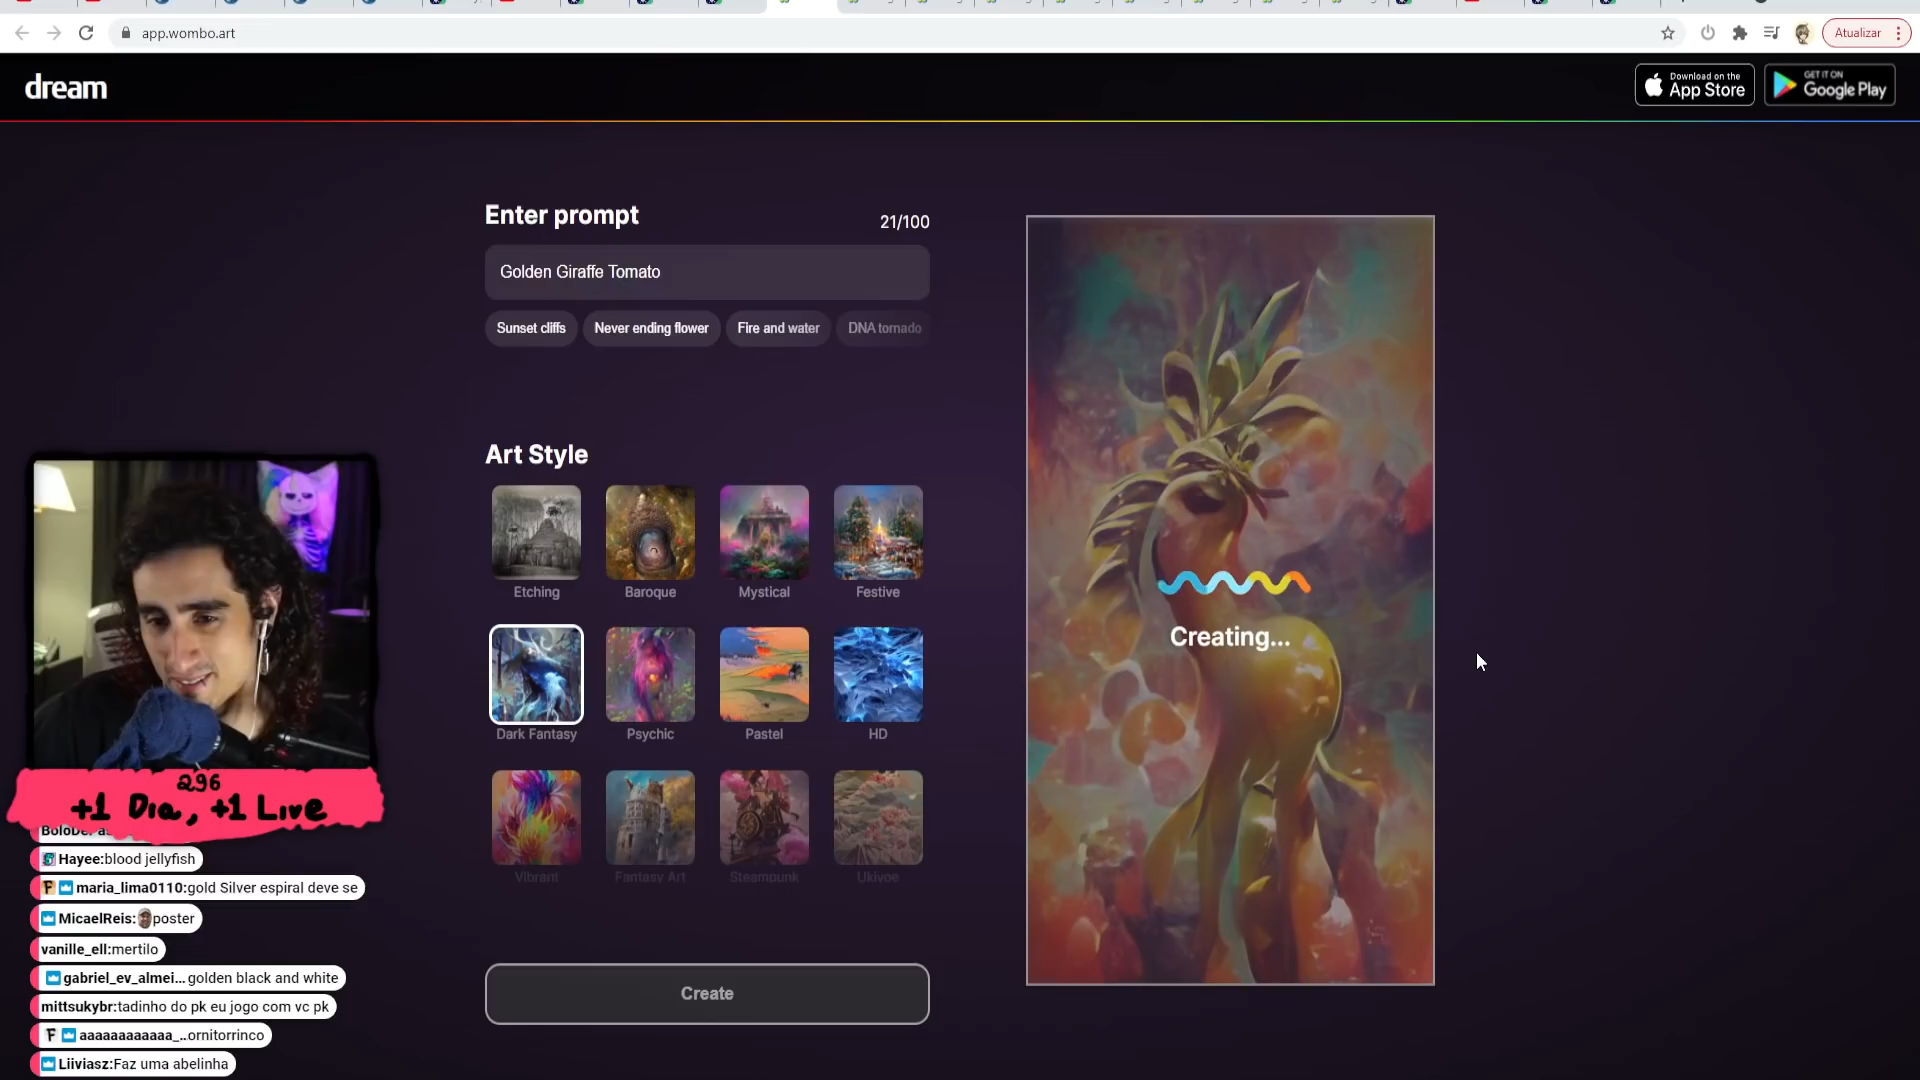 app.wombo.art
Atualizar
dream
Download on the
App Store
GET IT ON
Google Play
Enter prompt
21/100
Golden Giraffe Tomato
Sunset cliffs
Never ending flower
Fire and water
DNA tornado
Art Style
Etching
Baroque
Mystical
Festive
Dark Fantasy
Psychic
Pastel
HD
Vibrant
Fantasy Art
Steampunk
Ukiyoe
Create
Creating...
296
+1 Dia, +1 Live
Hayee:blood jellyfish
maria_lima0110:gold Silver espiral deve se
MicaelReis: poster
vanille_ell:mertilo
gabriel_ev_almei... golden black and white
mittsukybr:tadinho do pk eu jogo com vc pk
aaaaaaaaaaaa_..ornitorrinco
Liiviasz:Faz uma abelinha